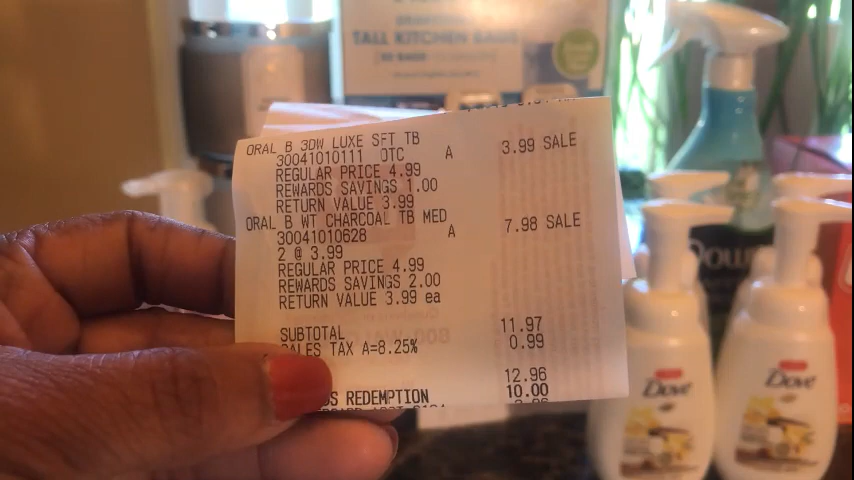 TALL KITCHEN BAGS
ORAL B 3DW LUXE SFT TB
30041010111 OTC A 3.99 SALE
REGULAR PRICE 4.99
REWARDS SAVINGS 1.00
RETURN VALUE 3.99
ORAL B WT CHARCOAL TB MED
30041010628 A 7.98 SALE
2 @ 3.99
REGULAR PRICE 4.99
REWARDS SAVINGS 2.00
RETURN VALUE 3.99 ea
SUBTOTAL 11.97
SALES TAX A=8.25% 0.99
12.96
REDEMPTION 10.00
Dove
Dove